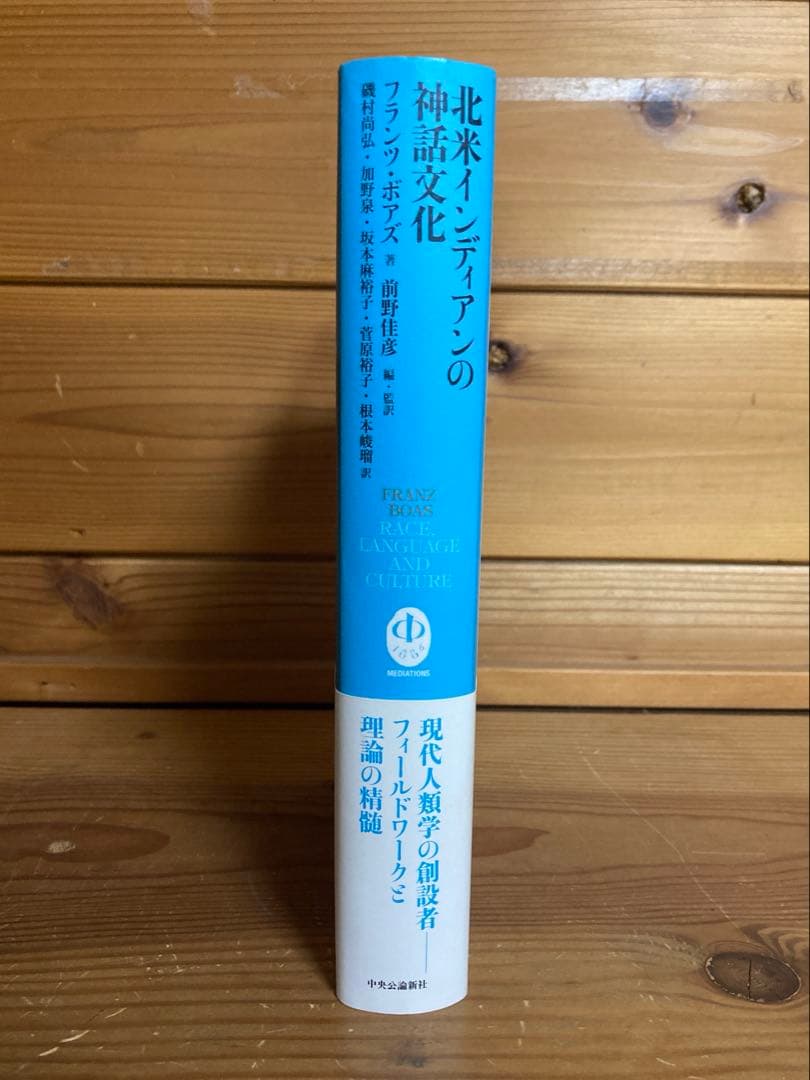 北米インディアンの
神話文化
フランツ・ボアズ 著 前野佳彦 編・監訳
磯村尚弘・加野泉・坂本麻裕子・菅原裕子・根本峻瑠 訳
FRANZ
BOAS
RACE,
LANGUAGE
AND
CULTURE
中
1886
MEDIATIONS
現代人類学の創設者——
フィールドワークと
理論の精髄
中央公論新社